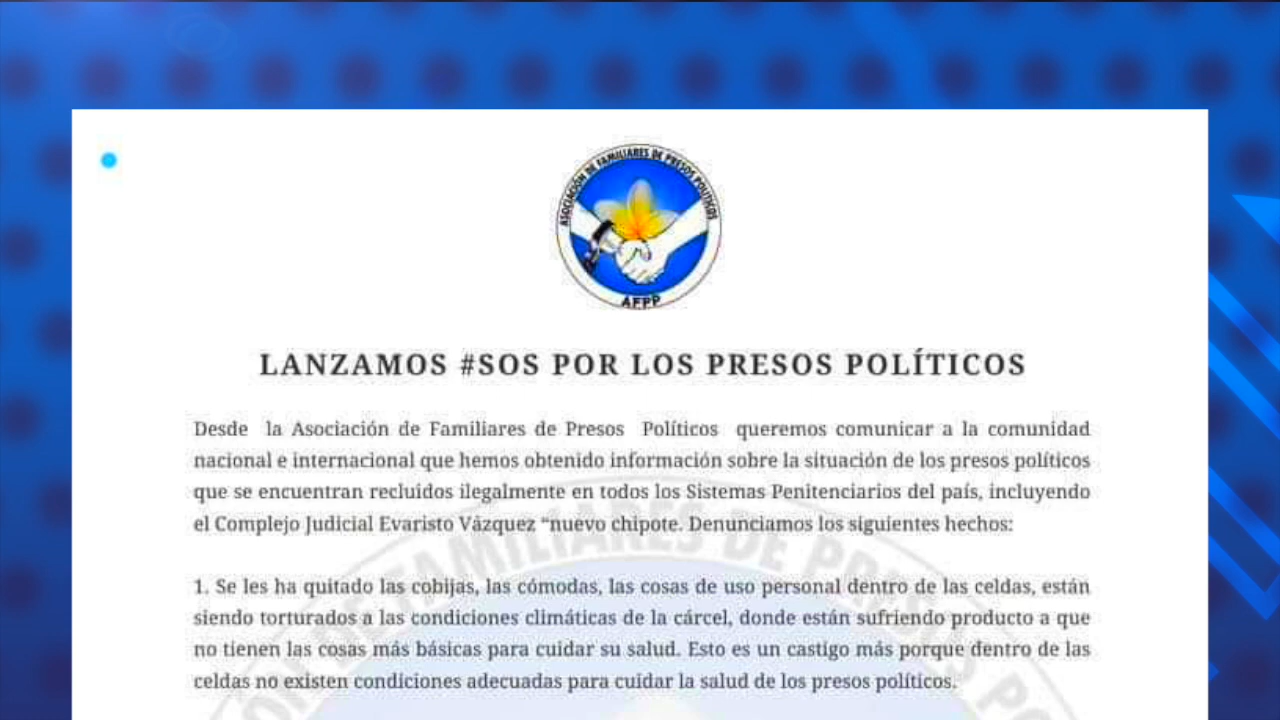 ASOCIACIÓN DE FAMILIARES DE PRESOS POLÍTICOS
AFPP
LANZAMOS #SOS POR LOS PRESOS POLÍTICOS
Desde la Asociación de Familiares de Presos Políticos queremos comunicar a la comunidad
nacional e internacional que hemos obtenido información sobre la situación de los presos políticos
que se encuentran recluidos ilegalmente en todos los Sistemas Penitenciarios del país, incluyendo
el Complejo Judicial Evaristo Vàzquez “nuevo chipote. Denunciamos los siguientes hechos:
1. Se les ha quitado las cobijas, las cómodas, las cosas de uso personal dentro de las celdas, están
siendo torturados a las condiciones climáticas de la cárcel, donde están sufriendo producto a que
no tienen las cosas más básicas para cuidar su salud. Esto es un castigo más porque dentro de las
celdas no existen condiciones adecuadas para cuidar la salud de los presos políticos.